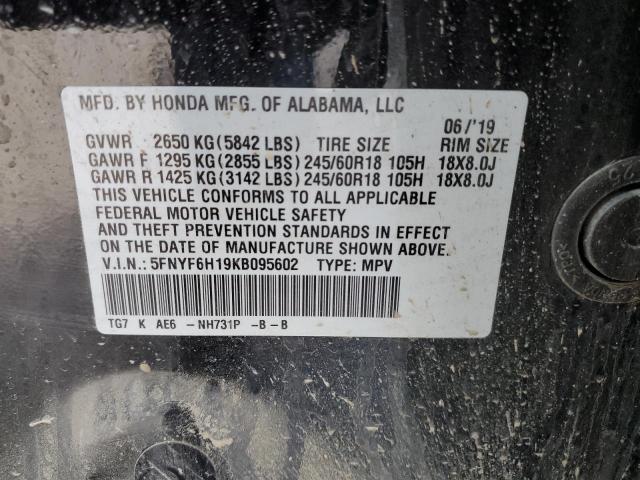 MFD. BY HONDA MFG. OF ALABAMA, LLC
06/'19
GVWR 2650 KG(5842 LBS) TIRE SIZE RIM SIZE
GAWR F 1295 KG(2855 LBS)245/60R18 105H 18X8.0J
GAWR R 1425 KG(3142 LBS)245/60R18 105H 18X8.0J
THIS VEHICLE CONFORMS TO ALL APPLICABLE
FEDERAL MOTOR VEHICLE SAFETY
AND THEFT PREVENTION STANDARDS IN EFFECT
ON THE DATE OF MANUFACTURE SHOWN ABOVE.
V.I.N.: 5FNYF6H19KB095602 TYPE: MPV
TG7 K AE6 -NH731P -B-B